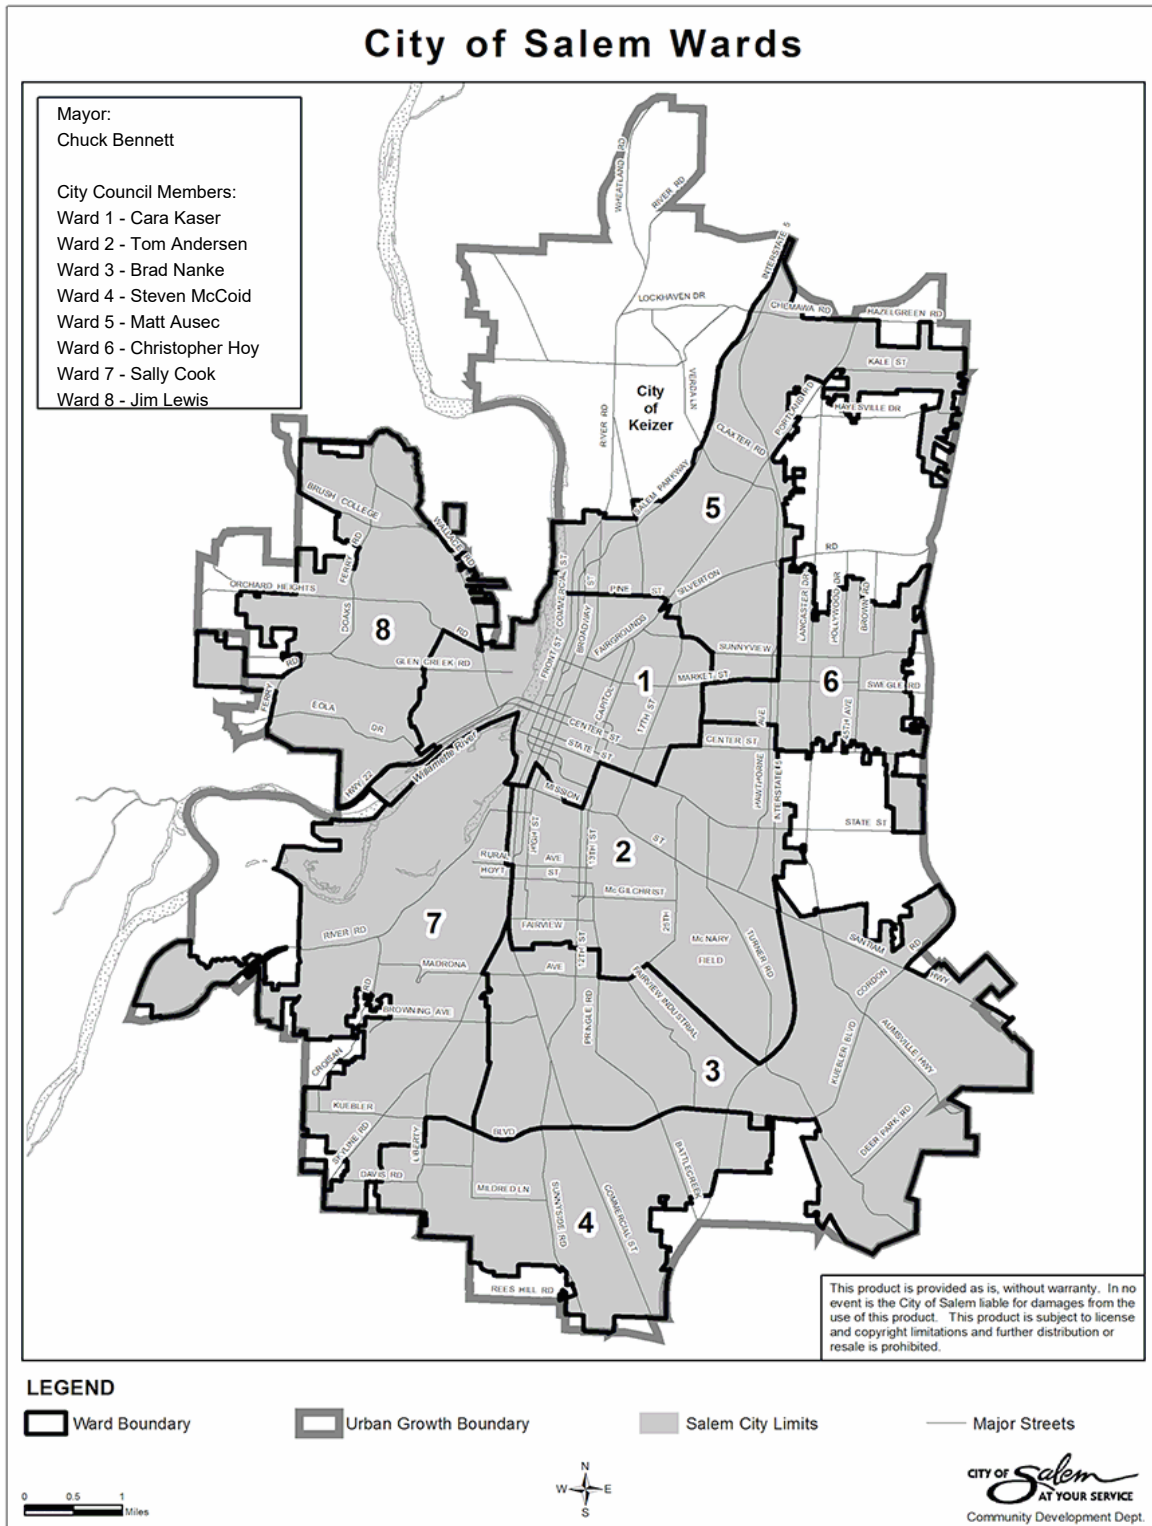 City of Salem Wards
Mayor:
Chuck Bennett
City Council Members:
Ward 1 - Cara Kaser
Ward 2 - Tom Andersen
Ward 3 - Brad Nanke
Ward 4 - Steven McCoid
Ward 5 - Matt Ausec
Ward 6 - Christopher Hoy
Ward 7 - Sally Cook
Ward 8 - Jim Lewis
WHEATLAND RD
RIVER RD
INTERSTATE 5
LOCKHAVEN DR
CHEMAWA RD
HAZELGREEN RD
KALE ST
VERDA LN
City
of
Keizer
RIVER RD
PORTLAND RD
HAYESVILLE DR
CLAXTER RD
SALEM PARKWAY
5
BRUSH COLLEGE
RD
WALLACE RD
ORCHARD HEIGHTS
RD
DOAKS
FERRY
RD
8
GLEN CREEK RD
EOLA
DR
FERRY
RD
HWY 22
Willamette River
COMMERCIAL ST
FRONT ST
BROADWAY
ST
PINE
ST
SILVERTON
RD
FAIRGROUNDS
LANCASTER DR
HOLLYWOOD DR
BROWN RD
SUNNYVIEW
1
MARKET ST
6
SWEGLE RD
45TH AVE
CAPITOL
17TH ST
CENTER ST
STATE ST
CENTER ST
HAWTHORNE
AVE
INTERSTATE 5
MISSION
ST
STATE ST
HIGH ST
13TH ST
2
RURAL
AVE
HOYT
ST
McGILCHRIST
25TH
FAIRVIEW
12TH ST
McNARY
FIELD
TURNER RD
7
RIVER RD
MADRONA
AVE
BROWNING AVE
CROISAN
RD
PRINGLE RD
FAIRVIEW INDUSTRIAL
SANTIAM
HWY
CORDON
RD
3
KUEBLER BLVD
AUMSVILLE HWY
DEER PARK RD
KUEBLER
BLVD
SKYLINE RD
LIBERTY
DAVIS RD
MILDRED LN
SUNNYSIDE RD
COMMERCIAL ST
BATTLECREEK
4
REES HILL RD
This product is provided as is, without warranty. In no
event is the City of Salem liable for damages from the
use of this product. This product is subject to license
and copyright limitations and further distribution or
resale is prohibited.
LEGEND
Ward Boundary
Urban Growth Boundary
Salem City Limits
Major Streets
0 0.5 1
Miles
N
W E
S
CITY OF Salem
AT YOUR SERVICE
Community Development Dept.